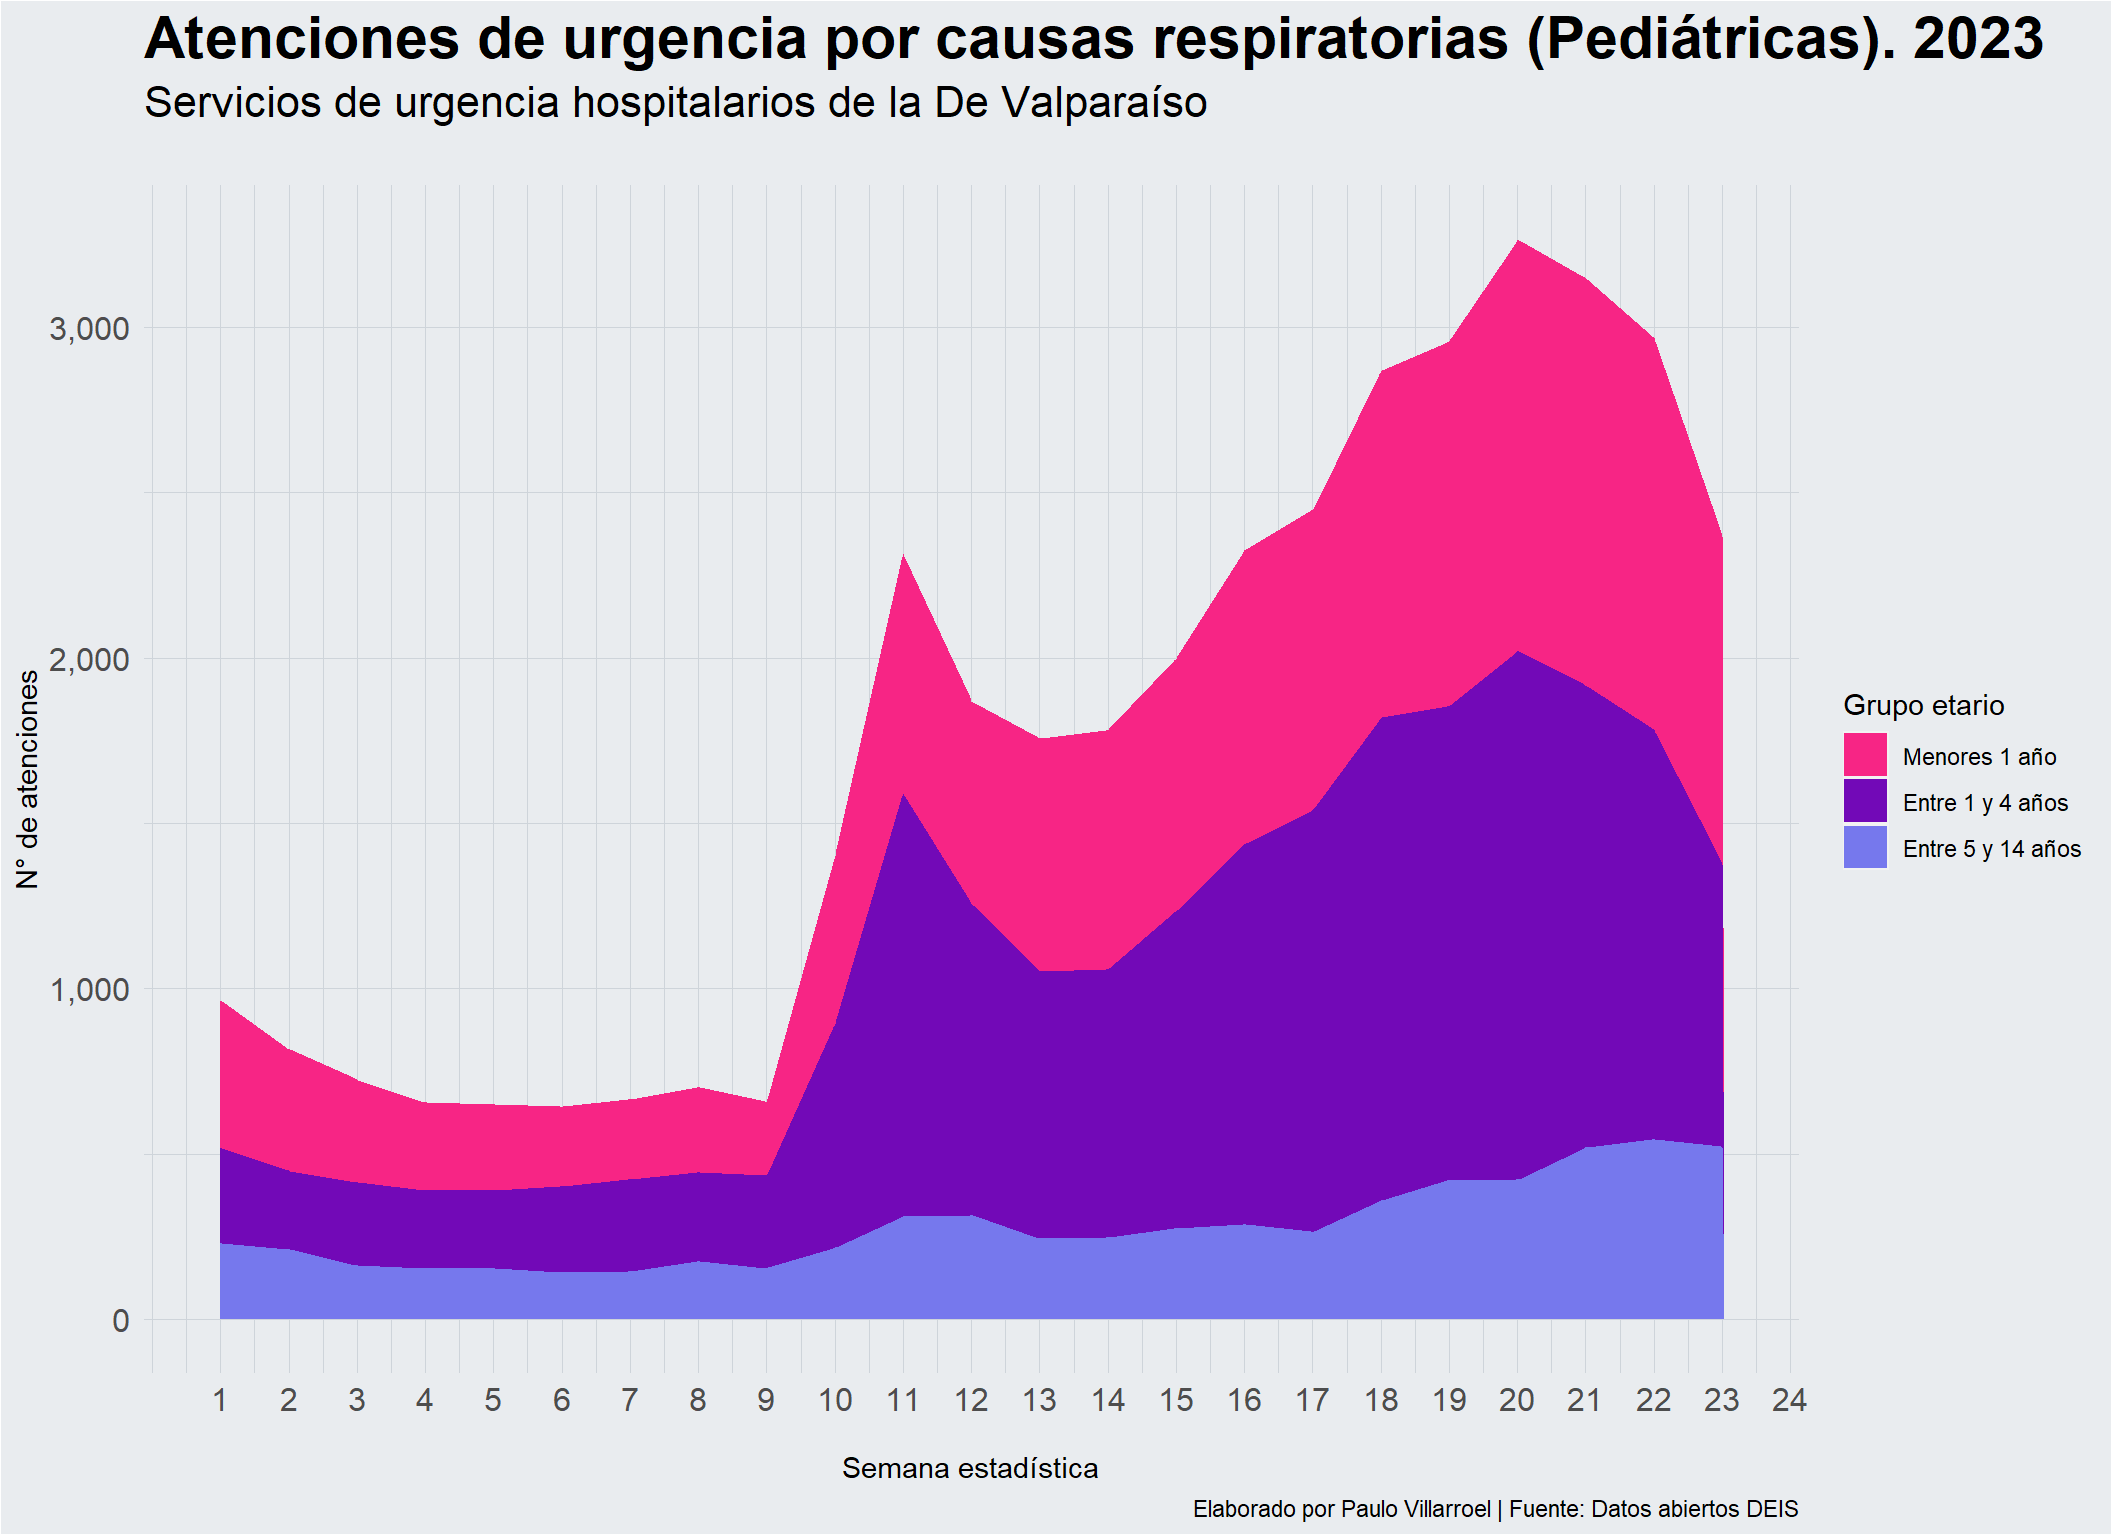 Atenciones de urgencia por causas respiratorias (Pediátricas). 2023
Servicios de urgencia hospitalarios de la De Valparaíso
3,000
2,000
1,000
0
N° de atenciones
1 2 3 4 5 6 7 8 9 10 11 12 13 14 15 16 17 18 19 20 21 22 23 24
Semana estadística
Grupo etario
Menores 1 año
Entre 1 y 4 años
Entre 5 y 14 años
Elaborado por Paulo Villarroel | Fuente: Datos abiertos DEIS